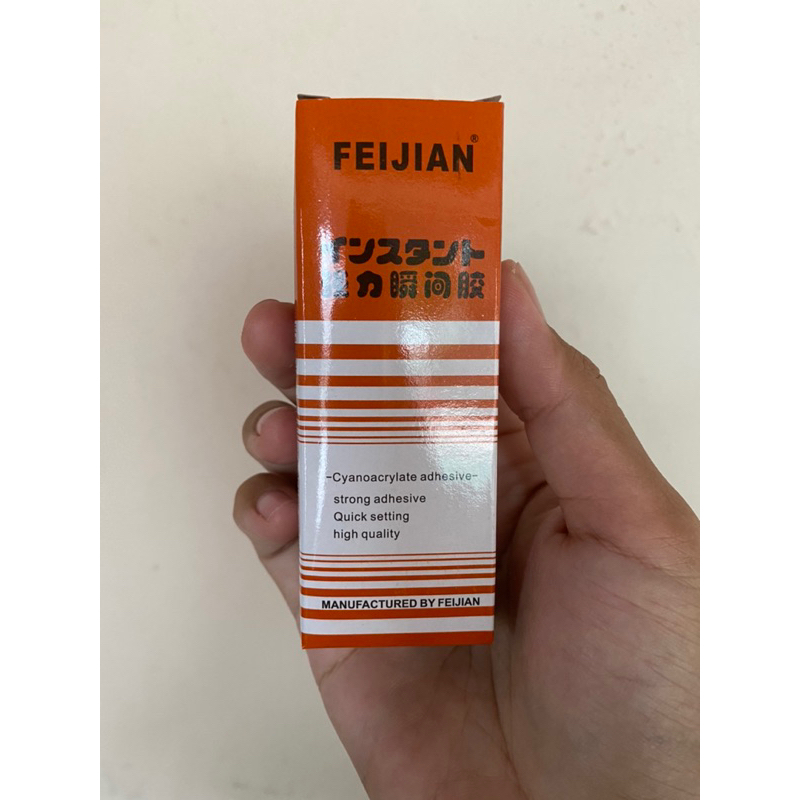 FEIJIAN®
インスタント
强力瞬间胶
-Cyanoacrylate adhesive-
strong adhesive
Quick setting
high quality
MANUFACTURED BY FEIJIAN